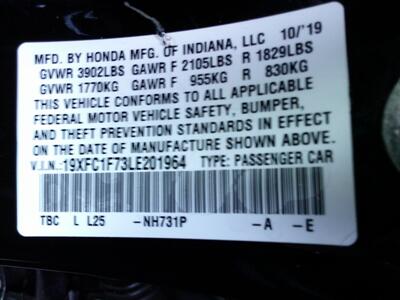 MFD. BY HONDA MFG. OF INDIANA, LLC 10/'19
GVWR 3902LBS GAWR F 2105LBS R 1829LBS
GVWR 1770KG GAWR F 955KG R 830KG
THIS VEHICLE CONFORMS TO ALL APPLICABLE
FEDERAL MOTOR VEHICLE SAFETY, BUMPER,
AND THEFT PREVENTION STANDARDS IN EFFECT
ON THE DATE OF MANUFACTURE SHOWN ABOVE.
V.I.N.: 19XFC1F73LE201964 TYPE: PASSENGER CAR
TBC L L25 -NH731P -A -E